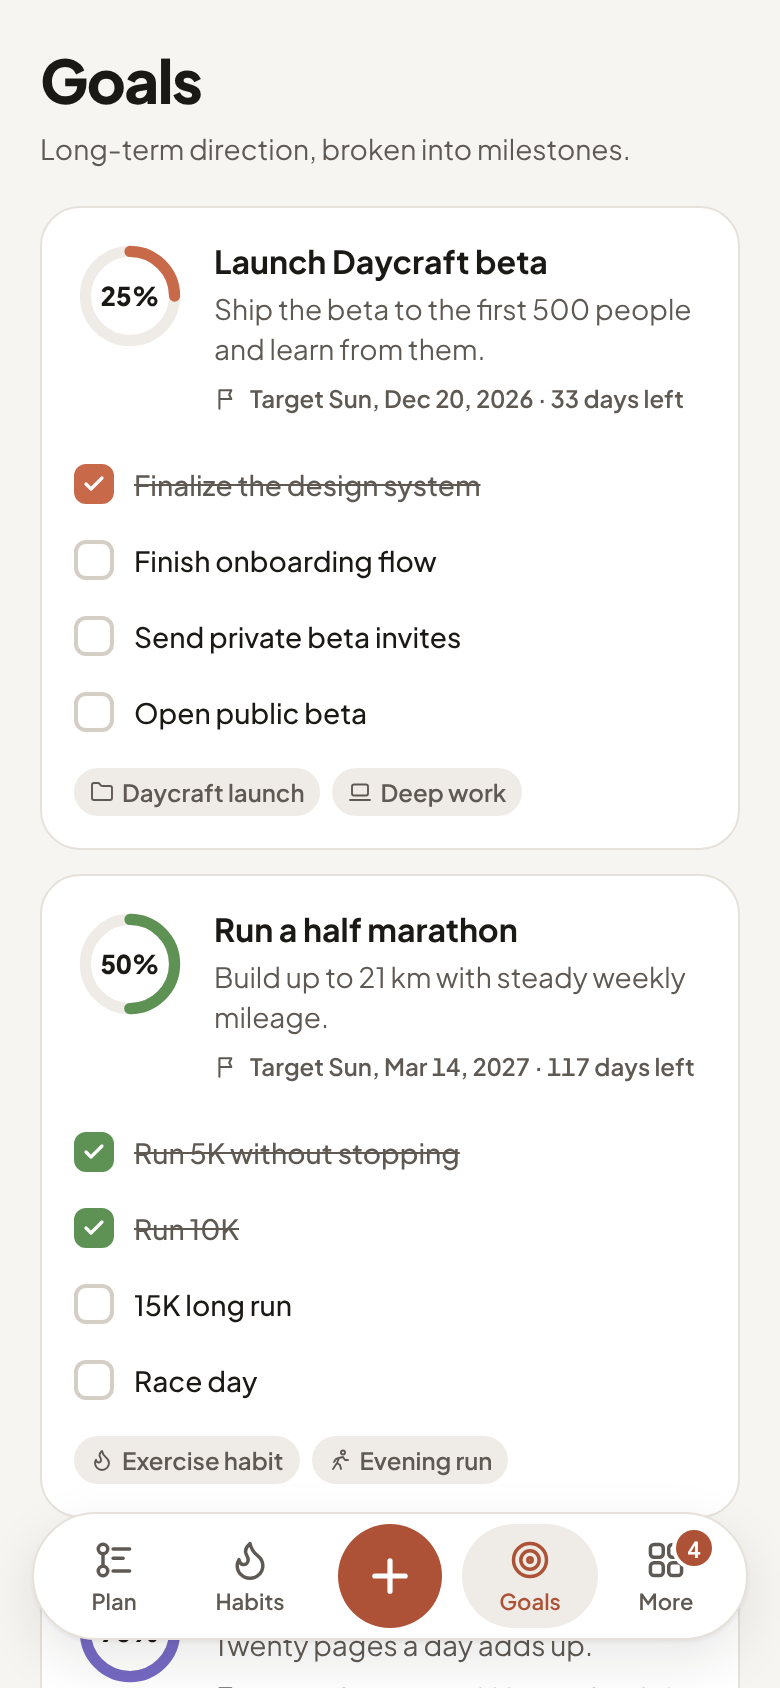 Goals
Long-term direction, broken into milestones.
25%
Launch Daycraft beta
Ship the beta to the first 500 people
and learn from them.
Target Sun, Dec 20, 2026 · 33 days left
Finalize the design system
Finish onboarding flow
Send private beta invites
Open public beta
Daycraft launch
Deep work
50%
Run a half marathon
Build up to 21 km with steady weekly
mileage.
Target Sun, Mar 14, 2027 · 117 days left
Run 5K without stopping
Run 10K
15K long run
Race day
Exercise habit
Evening run
Plan
Habits
Goals
More
4
Twenty pages a day adds up.